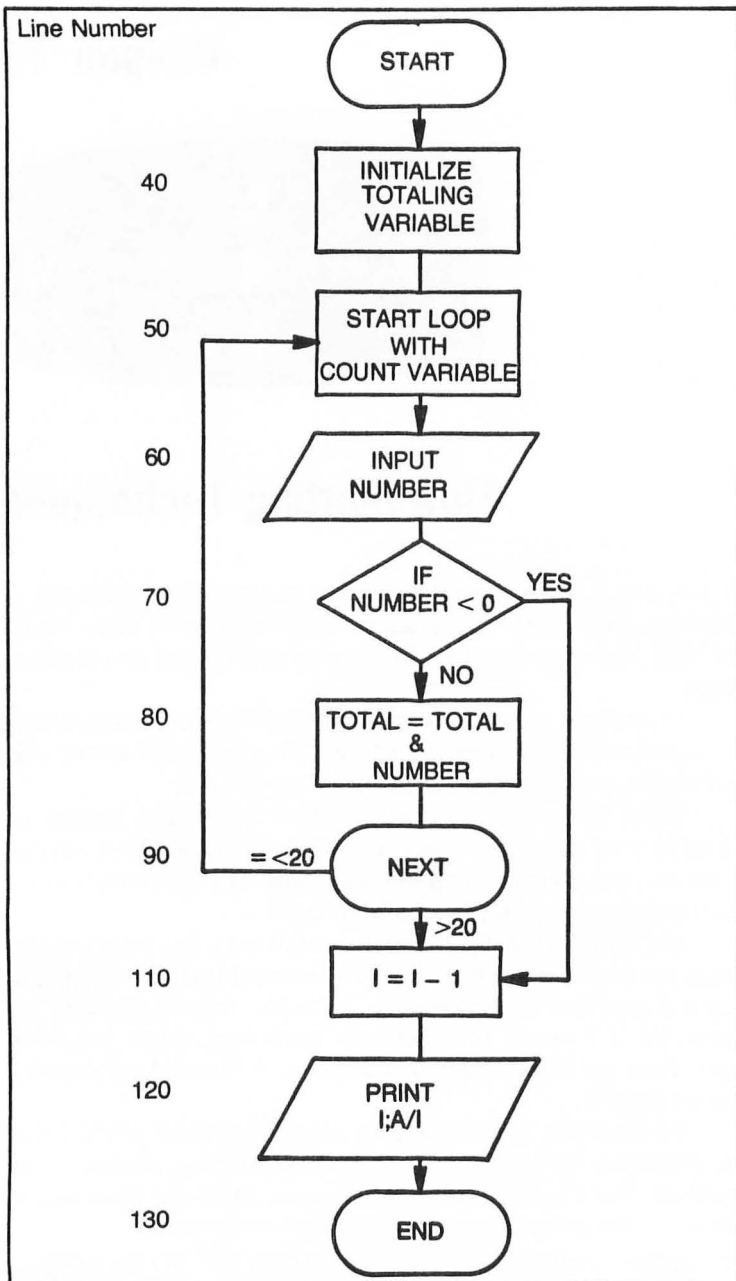 Line Number
START
40
INITIALIZE
TOTALING
VARIABLE
50
START LOOP
WITH
COUNT VARIABLE
60
INPUT
NUMBER
70
IF
NUMBER < 0
YES
NO
80
TOTAL = TOTAL
&
NUMBER
90
= <20
NEXT
>20
110
I = I – 1
120
PRINT
I;A/I
130
END